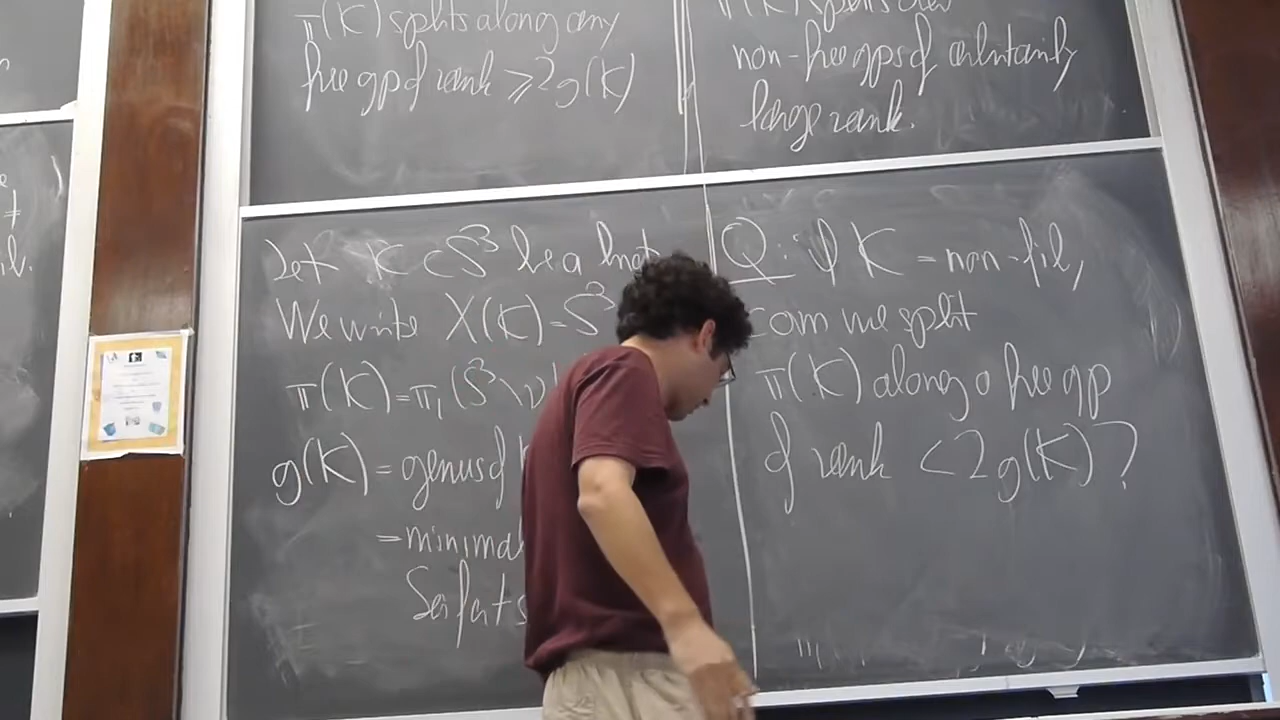 π(K) splits along any
free gp of rank ⩾2g(K)
π(K) splits
non-free gps of arbitrarily
large rank.
Let K ⊂ S³ be a knot
We write X(K)=S³
π(K)=π₁(S³\ν
g(K) = genus of
=minimal
Seifert s
Q: if K = non-fib,
can we split
π(K) along a free gp
of rank <2g(K)?